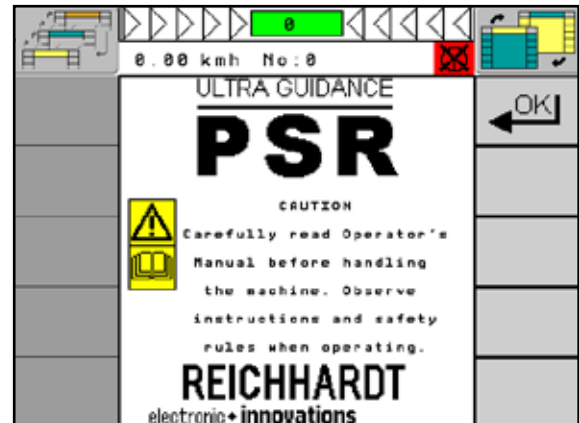 0
0.00 kmh No:0
ULTRA GUIDANCE
PSR
OK
CAUTION
Carefully read Operator's
Manual before handling
the machine. Observe
instructions and safety
rules when operating.
REICHHARDT
electronic+innovations